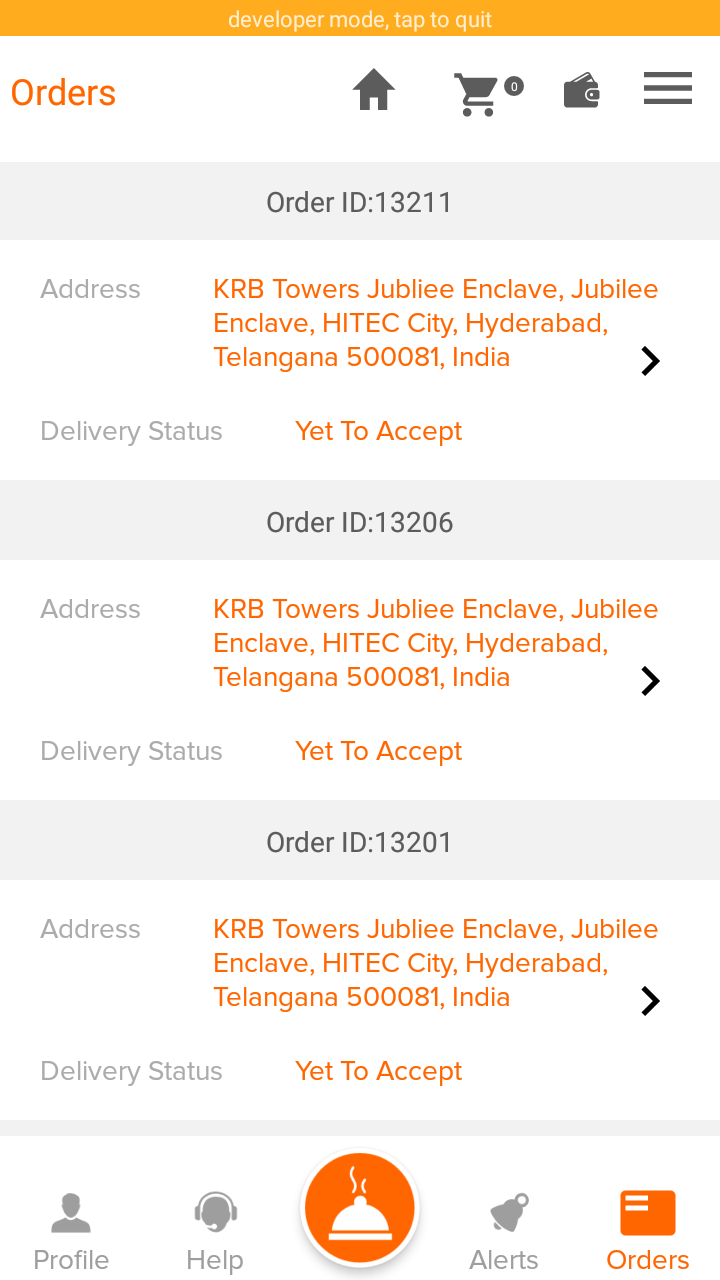 developer mode, tap to quit
Orders
0
Order ID:13211
Address
KRB Towers Jubliee Enclave, Jubilee
Enclave, HITEC City, Hyderabad,
Telangana 500081, India
Delivery Status
Yet To Accept
Order ID:13206
Address
KRB Towers Jubliee Enclave, Jubilee
Enclave, HITEC City, Hyderabad,
Telangana 500081, India
Delivery Status
Yet To Accept
Order ID:13201
Address
KRB Towers Jubliee Enclave, Jubilee
Enclave, HITEC City, Hyderabad,
Telangana 500081, India
Delivery Status
Yet To Accept
Profile
Help
Alerts
Orders